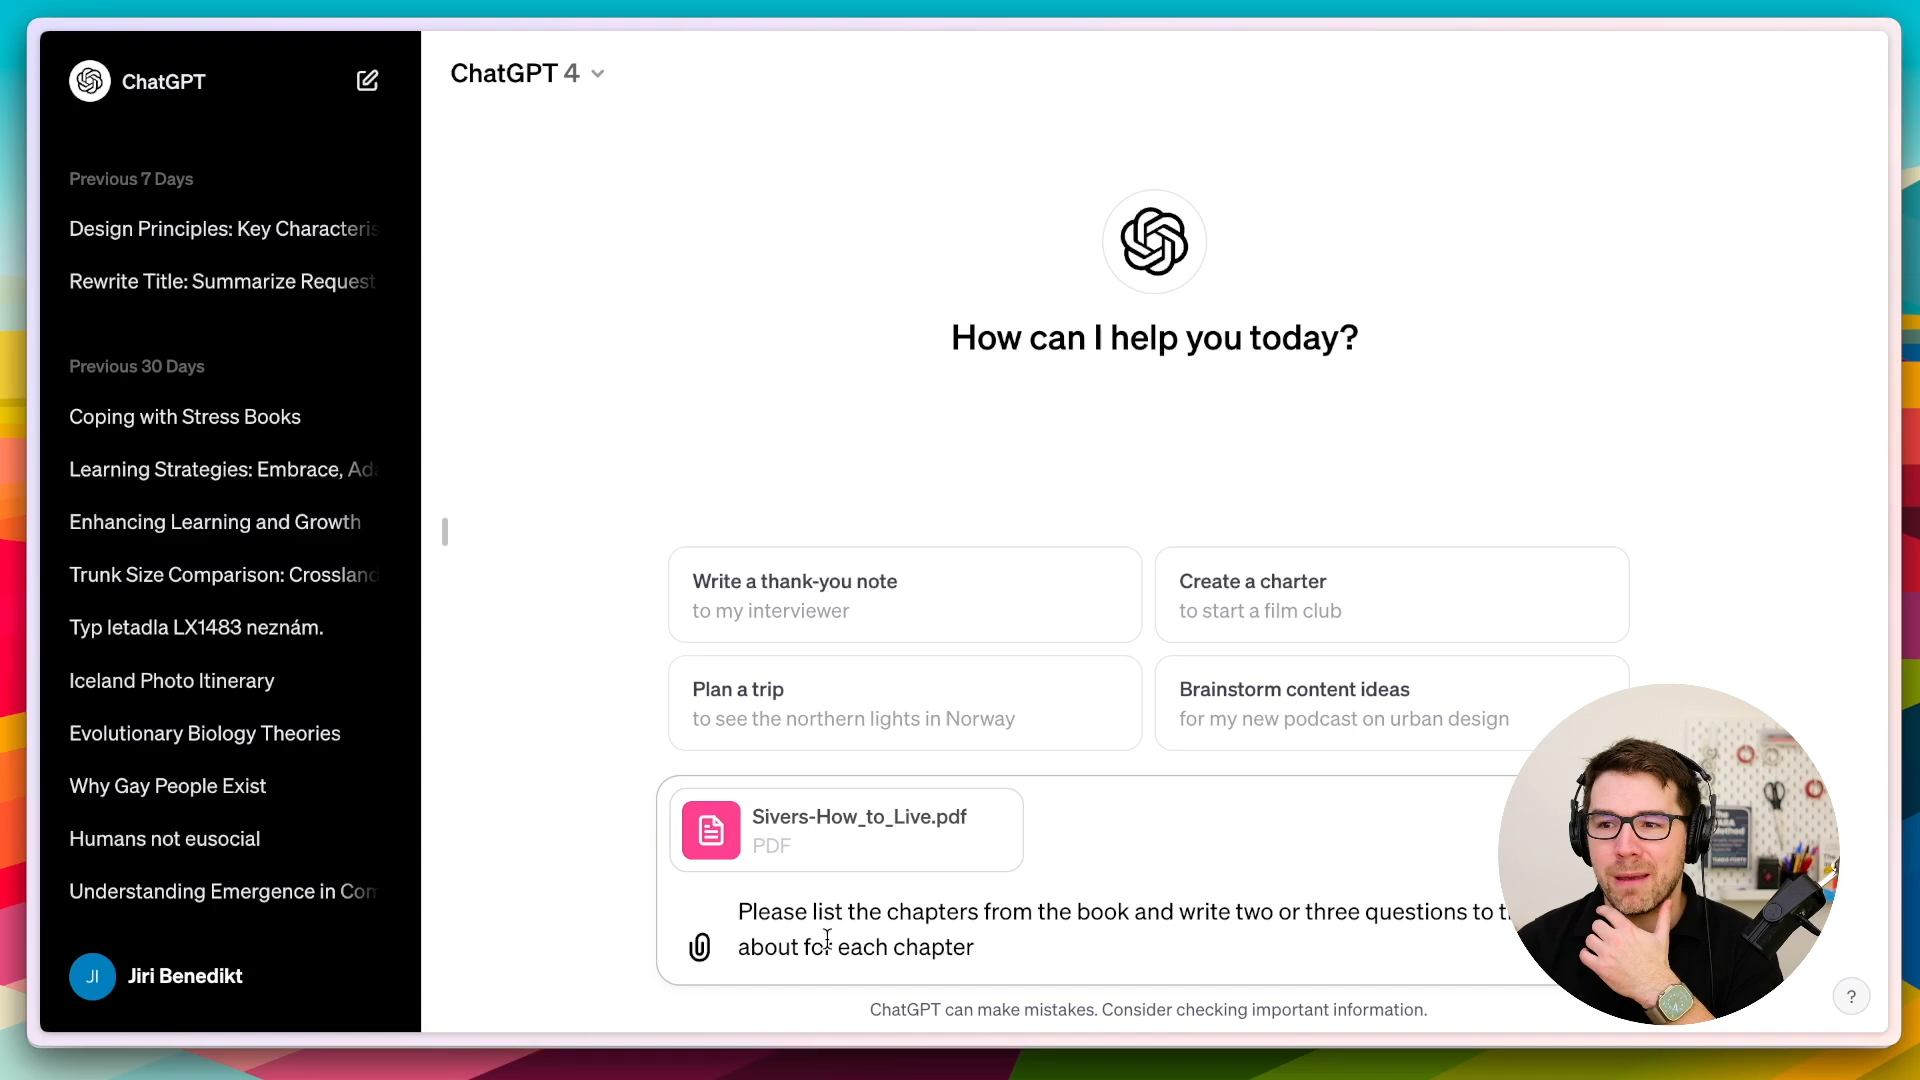 ChatGPT
Previous 7 Days
Design Principles: Key Characteris
Rewrite Title: Summarize Request
Previous 30 Days
Coping with Stress Books
Learning Strategies: Embrace, Ada
Enhancing Learning and Growth
Trunk Size Comparison: Crossland
Typ letadla LX1483 neznám.
Iceland Photo Itinerary
Evolutionary Biology Theories
Why Gay People Exist
Humans not eusocial
Understanding Emergence in Com
JI Jiri Benedikt
ChatGPT 4
How can I help you today?
Write a thank-you note
to my interviewer
Create a charter
to start a film club
Plan a trip
to see the northern lights in Norway
Brainstorm content ideas
for my new podcast on urban design
Sivers-How_to_Live.pdf
PDF
Please list the chapters from the book and write two or three questions to
about for each chapter
ChatGPT can make mistakes. Consider checking important information.
?